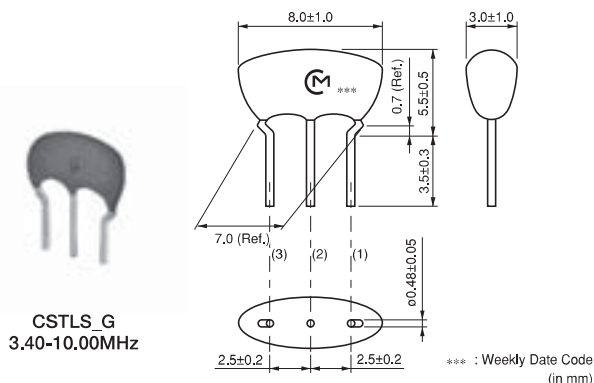 8.0±1.0
3.0±1.0
M ***
0.7 (Ref.)
5.5±0.5
3.5±0.3
7.0 (Ref.)
(3)
(2)
(1)
ø0.48±0.05
2.5±0.2
2.5±0.2
CSTLS_G
3.40-10.00MHz
*** : Weekly Date Code
(in mm)